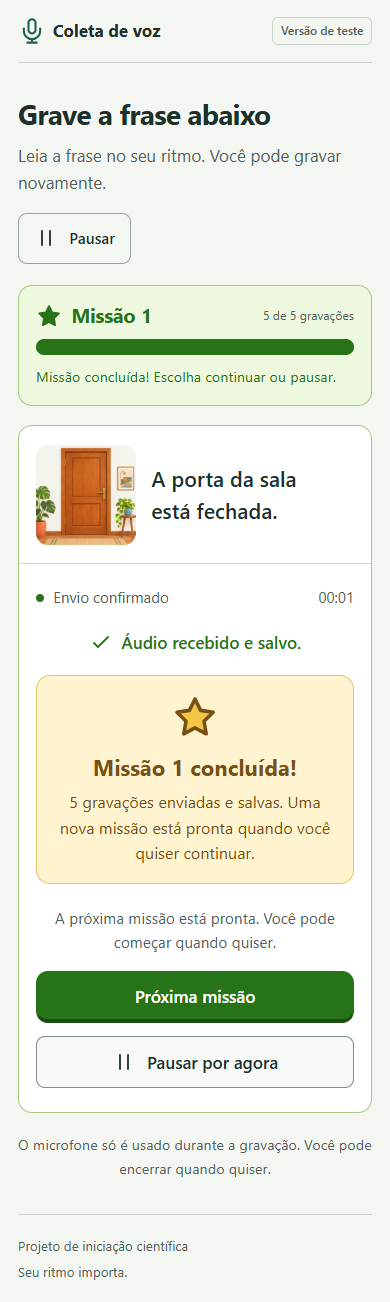 Coleta de voz
Versão de teste
Grave a frase abaixo
Leia a frase no seu ritmo. Você pode gravar
novamente.
Pausar
Missão 1
5 de 5 gravações
Missão concluída! Escolha continuar ou pausar.
A porta da sala
está fechada.
Envio confirmado
00:01
Áudio recebido e salvo.
Missão 1 concluída!
5 gravações enviadas e salvas. Uma
nova missão está pronta quando você
quiser continuar.
A próxima missão está pronta. Você pode
começar quando quiser.
Próxima missão
Pausar por agora
O microfone só é usado durante a gravação. Você pode
encerrar quando quiser.
Projeto de iniciação científica
Seu ritmo importa.